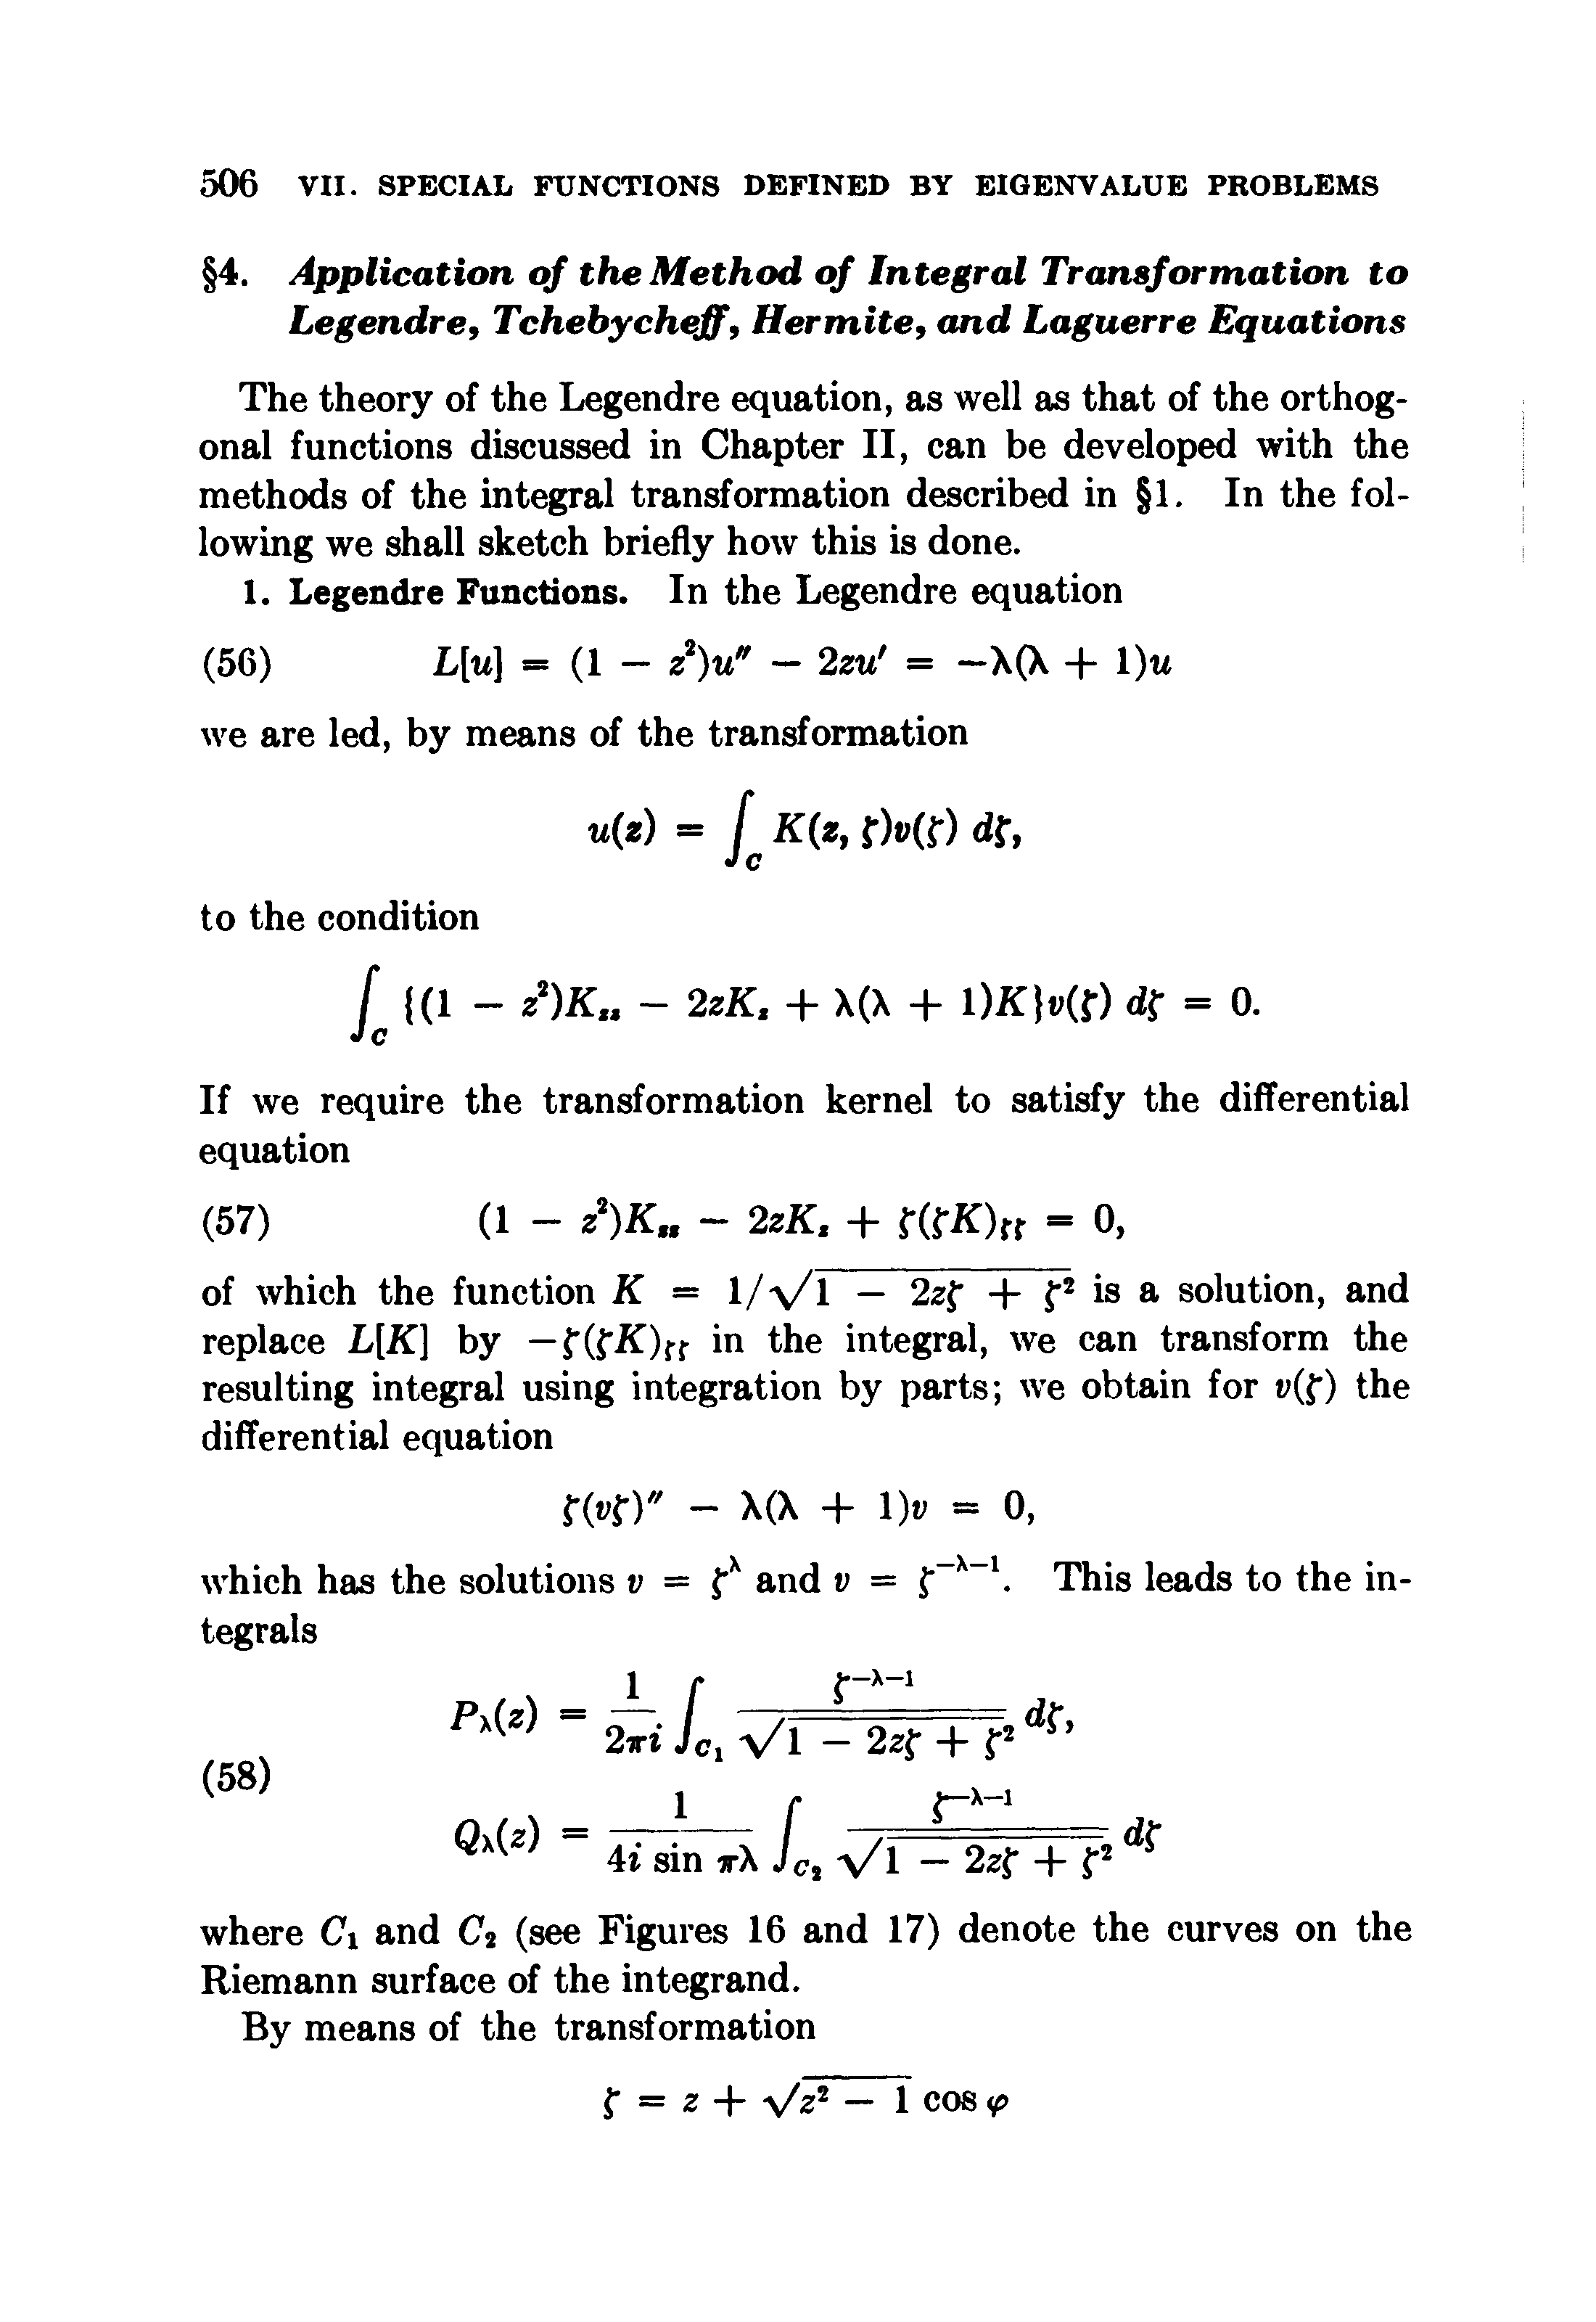 506 VII. SPECIAL FUNCTIONS DEFINED BY EIGENVALUE PROBLEMS
§4. Application of the Method of Integral Transformation to
Legendre, Tchebycheff, Hermite, and Laguerre Equations
The theory of the Legendre equation, as well as that of the orthog-
onal functions discussed in Chapter II, can be developed with the
methods of the integral transformation described in §1. In the fol-
lowing we shall sketch briefly how this is done.
1. Legendre Functions. In the Legendre equation
(56) L[u] = (1 − z²)u″ − 2zu′ = −λ(λ + 1)u
we are led, by means of the transformation
u(z) = ∫_C K(z, ζ)v(ζ) dζ,
to the condition
∫_C {(1 − z²)K_zz − 2zK_z + λ(λ + 1)K}v(ζ) dζ = 0.
If we require the transformation kernel to satisfy the differential
equation
(57) (1 − z²)K_zz − 2zK_z + ζ(ζK)_ζζ = 0,
of which the function K = 1/√(1 − 2zζ + ζ²) is a solution, and
replace L[K] by −ζ(ζK)_ζζ in the integral, we can transform the
resulting integral using integration by parts; we obtain for v(ζ) the
differential equation
ζ(vζ)″ − λ(λ + 1)v = 0,
which has the solutions v = ζ^λ and v = ζ^(−λ−1). This leads to the in-
tegrals
P_λ(z) = 1/(2πi) ∫_C₁ ζ^(−λ−1)/√(1 − 2zζ + ζ²) dζ,
(58)
Q_λ(z) = 1/(4i sin πλ) ∫_C₂ ζ^(−λ−1)/√(1 − 2zζ + ζ²) dζ
where C₁ and C₂ (see Figures 16 and 17) denote the curves on the
Riemann surface of the integrand.
By means of the transformation
ζ = z + √(z² − 1) cos φ